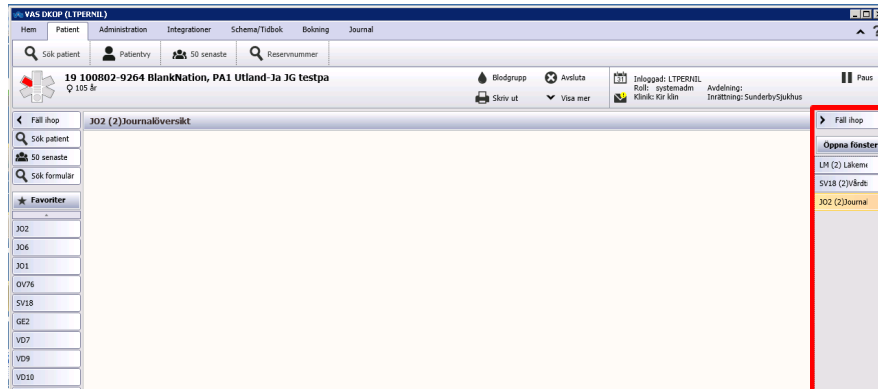 VAS DKOP (LTPERNIL)
Hem Patient Administration Integrationer Schema/Tidbok Bokning Journal
Sök patient Patientvy 50 senaste Reservnummer
19 100802-9264 BlankNation, PA1 Utland-Ja JG testpa
105 år
Blodgrupp Avsluta
Skriv ut Visa mer
31
Inloggad: LTPERNIL
Roll: systemadm Avdelning:
Klinik: Kir klin Inrättning: SunderbySjukhus
Paus
Fäll ihop
Sök patient
50 senaste
Sök formulär
Favoriter
JO2
JO6
JO1
OV76
SV18
GE2
VD7
VD9
VD10
JO2 (2)Journalöversikt
Fäll ihop
Öppna fönster
LM (2) Läkeme
SV18 (2)Vårdti
JO2 (2)Journal